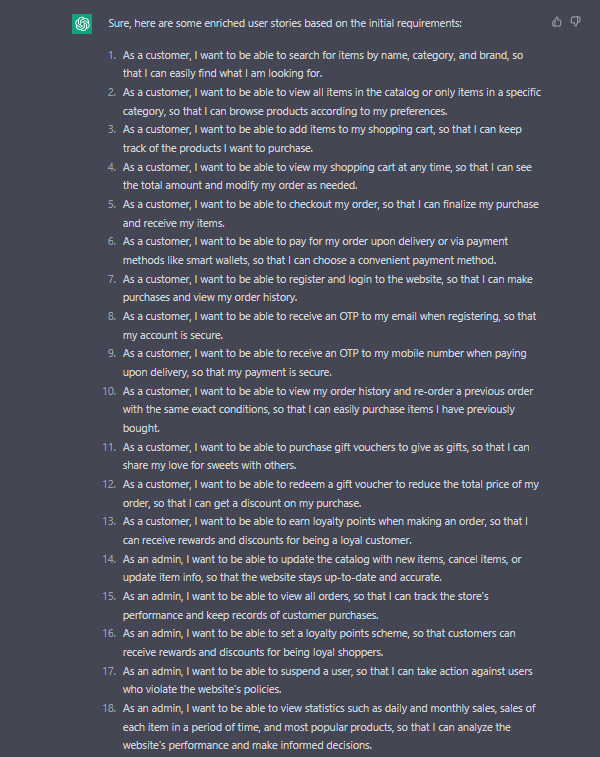 Sure, here are some enriched user stories based on the initial requirements:
1. As a customer, I want to be able to search for items by name, category, and brand, so
that I can easily find what I am looking for.
2. As a customer, I want to be able to view all items in the catalog or only items in a specific
category, so that I can browse products according to my preferences.
3. As a customer, I want to be able to add items to my shopping cart, so that I can keep
track of the products I want to purchase.
4. As a customer, I want to be able to view my shopping cart at any time, so that I can see
the total amount and modify my order as needed.
5. As a customer, I want to be able to checkout my order, so that I can finalize my purchase
and receive my items.
6. As a customer, I want to be able to pay for my order upon delivery or via payment
methods like smart wallets, so that I can choose a convenient payment method.
7. As a customer, I want to be able to register and login to the website, so that I can make
purchases and view my order history.
8. As a customer, I want to be able to receive an OTP to my email when registering, so that
my account is secure.
9. As a customer, I want to be able to receive an OTP to my mobile number when paying
upon delivery, so that my payment is secure.
10. As a customer, I want to be able to view my order history and re-order a previous order
with the same exact conditions, so that I can easily purchase items I have previously
bought.
11. As a customer, I want to be able to purchase gift vouchers to give as gifts, so that I can
share my love for sweets with others.
12. As a customer, I want to be able to redeem a gift voucher to reduce the total price of my
order, so that I can get a discount on my purchase.
13. As a customer, I want to be able to earn loyalty points when making an order, so that I
can receive rewards and discounts for being a loyal customer.
14. As an admin, I want to be able to update the catalog with new items, cancel items, or
update item info, so that the website stays up-to-date and accurate.
15. As an admin, I want to be able to view all orders, so that I can track the store's
performance and keep records of customer purchases.
16. As an admin, I want to be able to set a loyalty points scheme, so that customers can
receive rewards and discounts for being loyal shoppers.
17. As an admin, I want to be able to suspend a user, so that I can take action against users
who violate the website's policies.
18. As an admin, I want to be able to view statistics such as daily and monthly sales, sales of
each item in a period of time, and most popular products, so that I can analyze the
website's performance and make informed decisions.